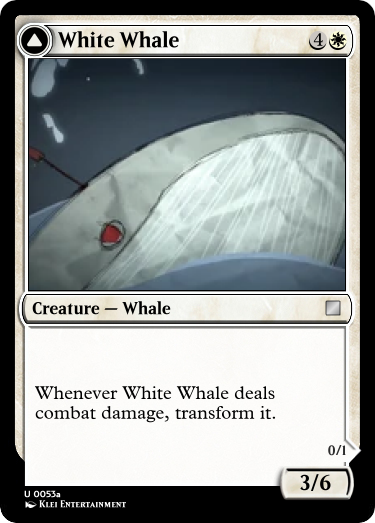 White Whale 4
Creature — Whale
Whenever White Whale deals
combat damage, transform it.
0/1
3/6
U 0053a
Klei Entertainment